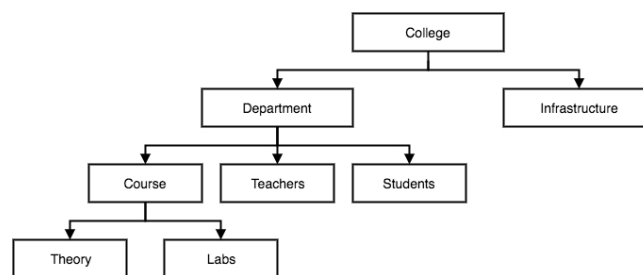 College
Department
Infrastructure
Course
Teachers
Students
Theory
Labs